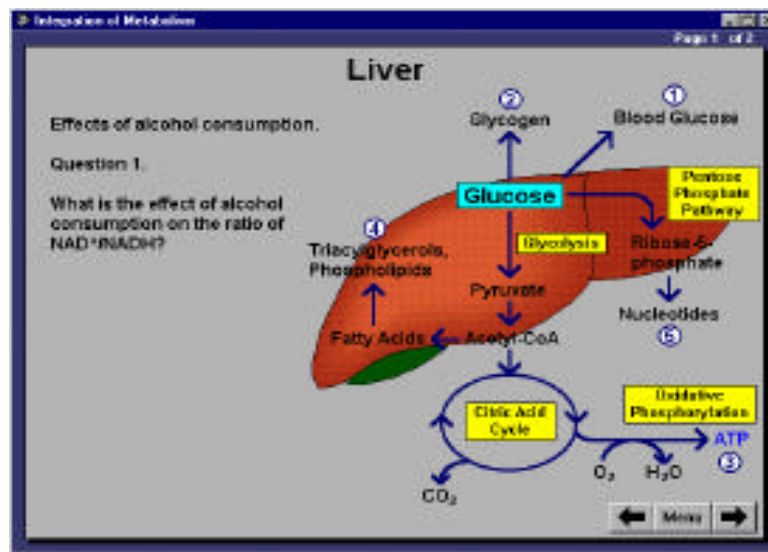 Integration of Metabolism
Page 1 of 2
Liver
Effects of alcohol consumption.
Question 1.
What is the effect of alcohol
consumption on the ratio of
NAD⁺/NADH?
2
Glycogen
1
Blood Glucose
Glucose
Pentose
Phosphate
Pathway
4
Triacylglycerols,
Phospholipids
Glycolysis
Ribose-5-
phosphate
Pyruvate
Nucleotides
5
Fatty Acids
Acetyl-CoA
Citric Acid
Cycle
Oxidative
Phosphorylation
ATP
3
O₂
H₂O
CO₂
Menu